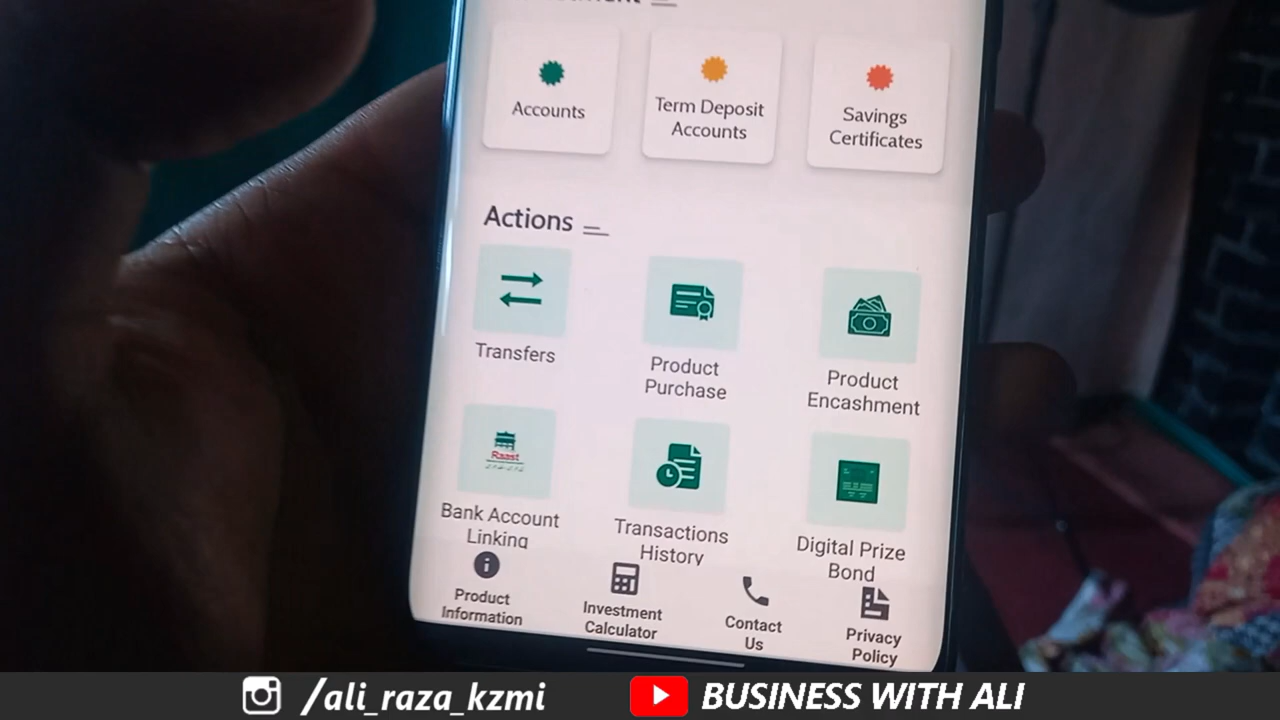 Accounts
Term Deposit
Accounts
Savings
Certificates
Actions
Transfers
Product
Purchase
Product
Encashment
Raast
Bank Account
Linking
Transactions
History
Digital Prize
Bond
Product
Information
Investment
Calculator
Contact
Us
Privacy
Policy
/ali_raza_kzmi
BUSINESS WITH ALI